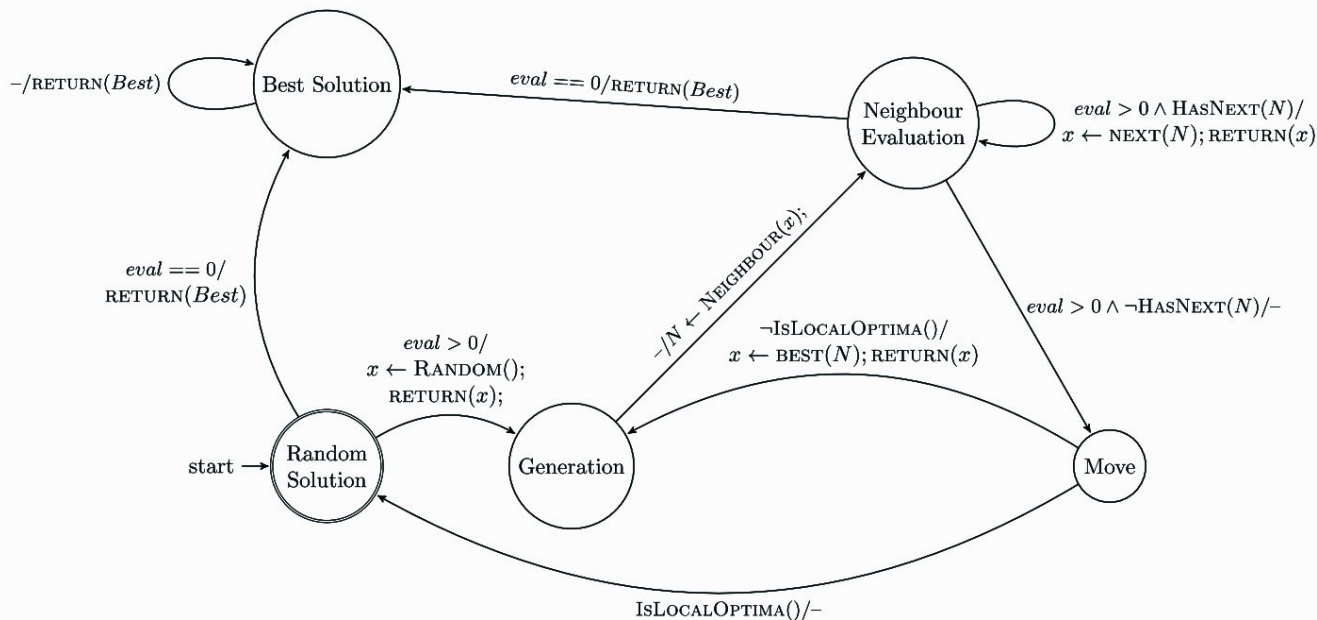 –/RETURN(Best)
Best Solution
eval == 0/RETURN(Best)
Neighbour
Evaluation
eval > 0 ∧ HASNEXT(N)/
x ← NEXT(N); RETURN(x)
eval == 0/
RETURN(Best)
–/N ← NEIGHBOUR(x);
eval > 0 ∧ ¬HASNEXT(N)/–
eval > 0/
x ← RANDOM();
RETURN(x);
¬ISLOCALOPTIMA()/
x ← BEST(N); RETURN(x)
start
Random
Solution
Generation
Move
ISLOCALOPTIMA()/–